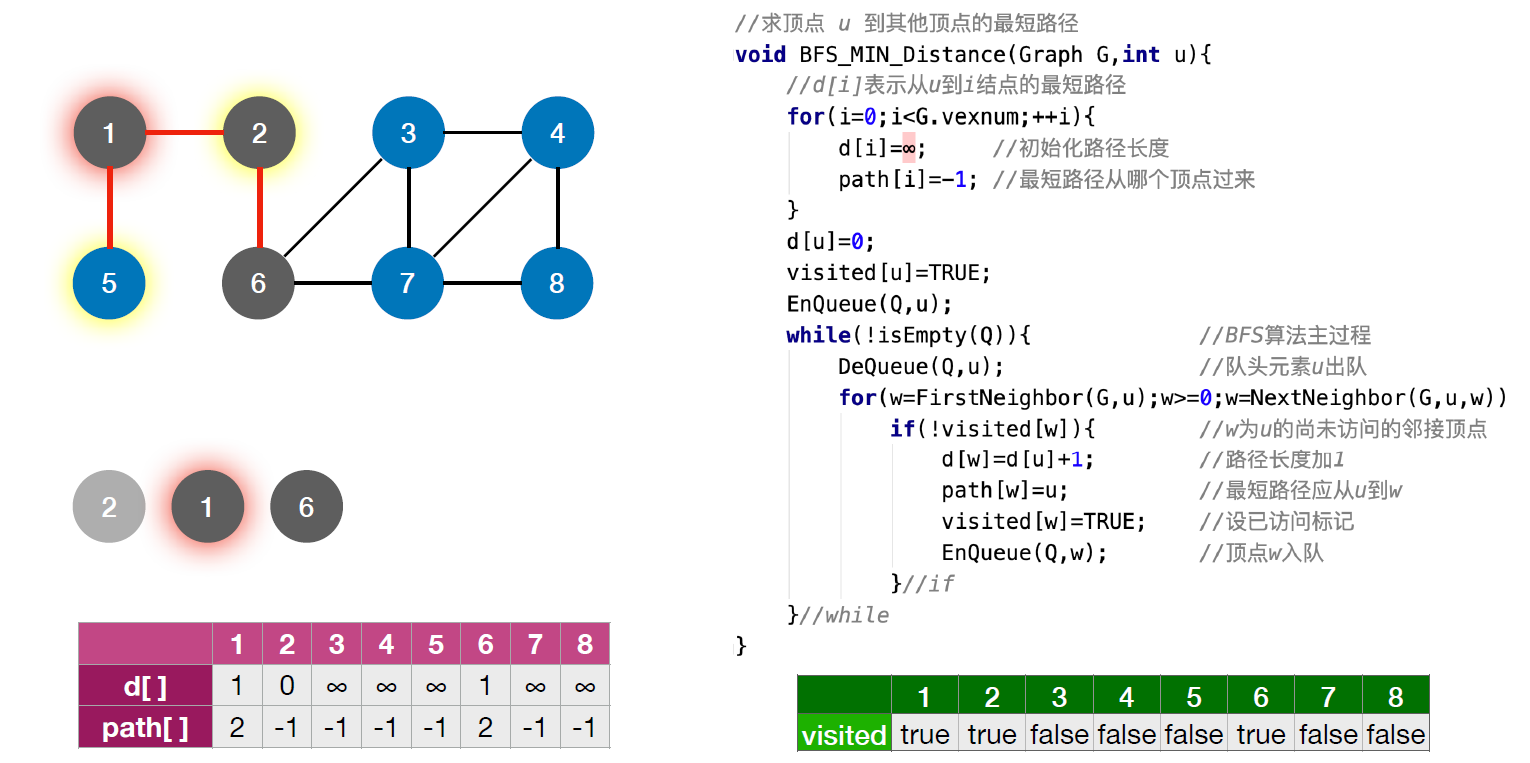 1 2 3 4
5 6 7 8
2 1 6
1 2 3 4 5 6 7 8
d[ ] 1 0 ∞ ∞ ∞ 1 ∞ ∞
path[ ] 2 -1 -1 -1 -1 2 -1 -1
//求顶点 u 到其他顶点的最短路径
void BFS_MIN_Distance(Graph G,int u){
//d[i]表示从u到i结点的最短路径
for(i=0;i<G.vexnum;++i){
d[i]=∞; //初始化路径长度
path[i]=-1; //最短路径从哪个顶点过来
}
d[u]=0;
visited[u]=TRUE;
EnQueue(Q,u);
while(!isEmpty(Q)){ //BFS算法主过程
DeQueue(Q,u); //队头元素u出队
for(w=FirstNeighbor(G,u);w>=0;w=NextNeighbor(G,u,w))
if(!visited[w]){ //w为u的尚未访问的邻接顶点
d[w]=d[u]+1; //路径长度加1
path[w]=u; //最短路径应从u到w
visited[w]=TRUE; //设已访问标记
EnQueue(Q,w); //顶点w入队
}//if
}//while
}
1 2 3 4 5 6 7 8
visited true true false false false true false false